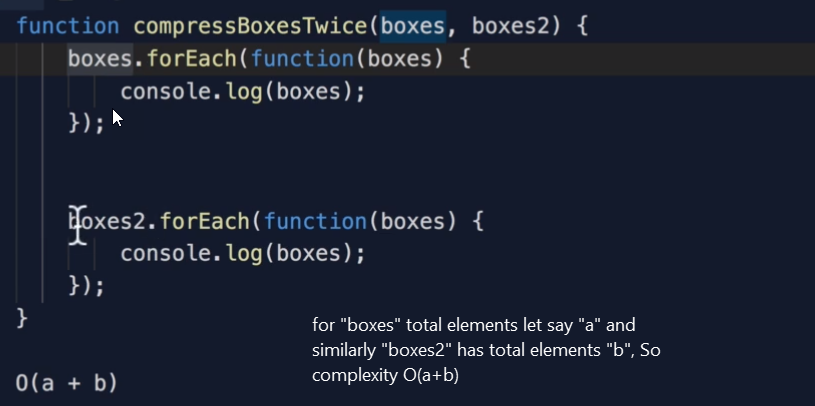 function compressBoxesTwice(boxes, boxes2) {
    boxes.forEach(function(boxes) {
        console.log(boxes);
    });
    boxes2.forEach(function(boxes) {
        console.log(boxes);
    });
}
for "boxes" total elements let say "a" and
similarly "boxes2" has total elements "b", So
complexity O(a+b)
O(a + b)